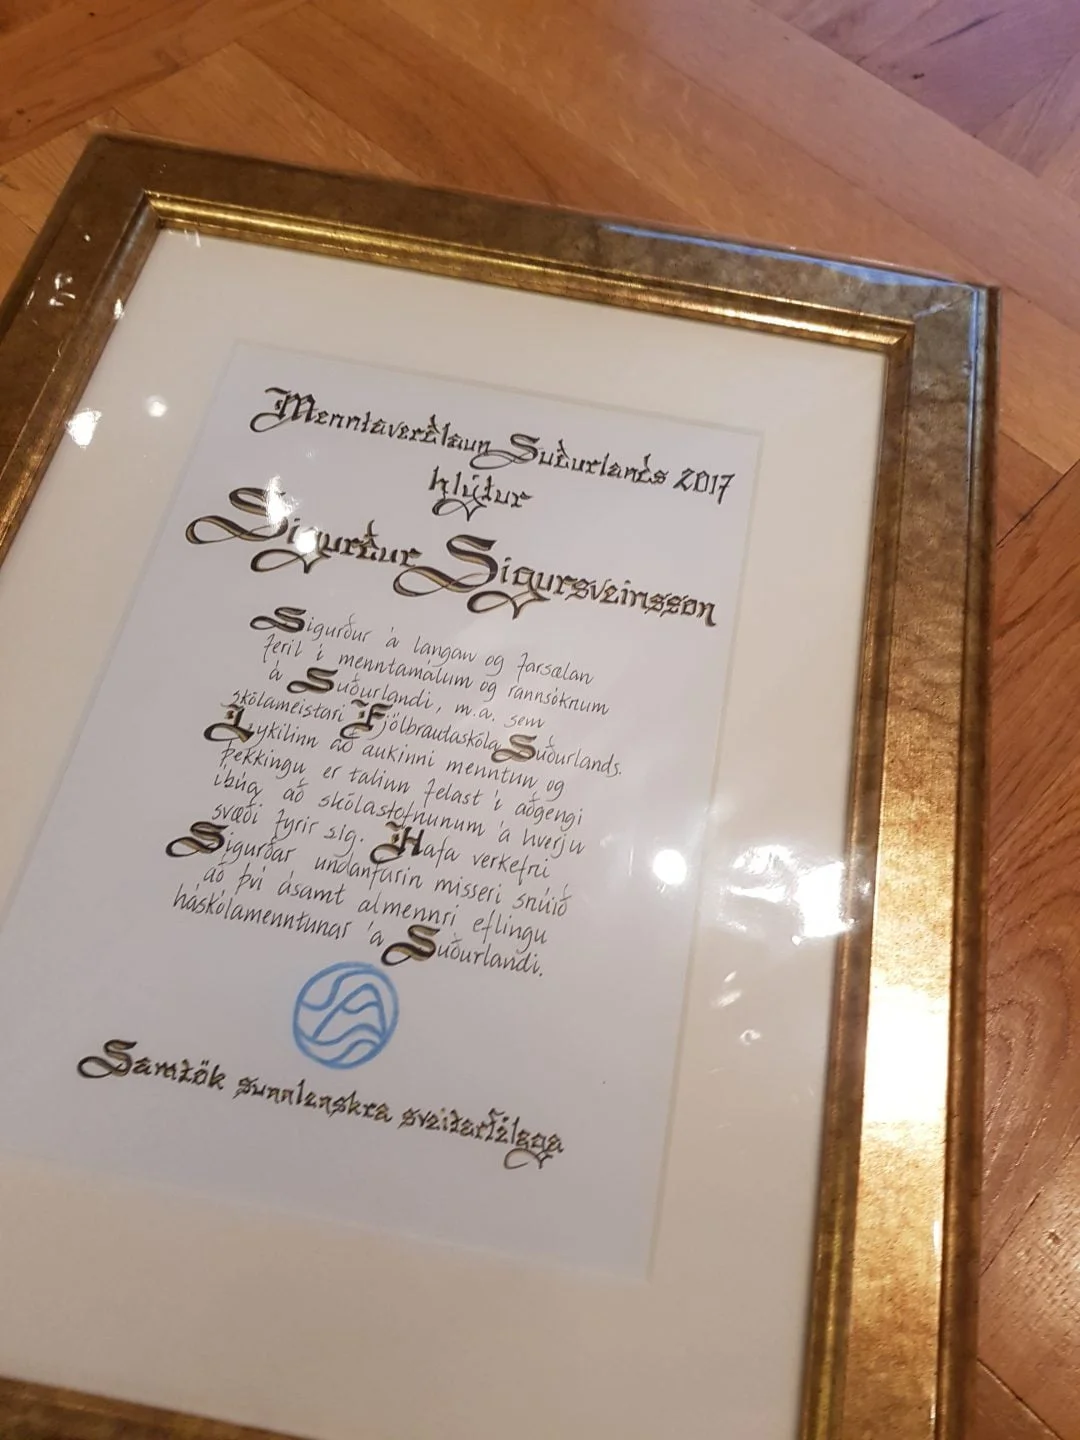 Menntaverðlaun Suðurlands 2017
hlýtur
Sigurður Sigursveinsson
Sigurður á langan og farsælan
feril í menntamálum og rannsóknum
á Suðurlandi, m.a. sem
skólameistari Fjölbrautaskóla Suðurlands.
Lykilinn að aukinni menntun og
þekkingu er talinn felast í aðgengi
íbúa að skólastofnunum á hverju
svæði fyrir sig. Hafa verkefni
Sigurðar undanfarin misseri snúið
að því ásamt almennri eflingu
háskólamenntunar á Suðurlandi.
Samtök sunnlenskra sveitarfélaga